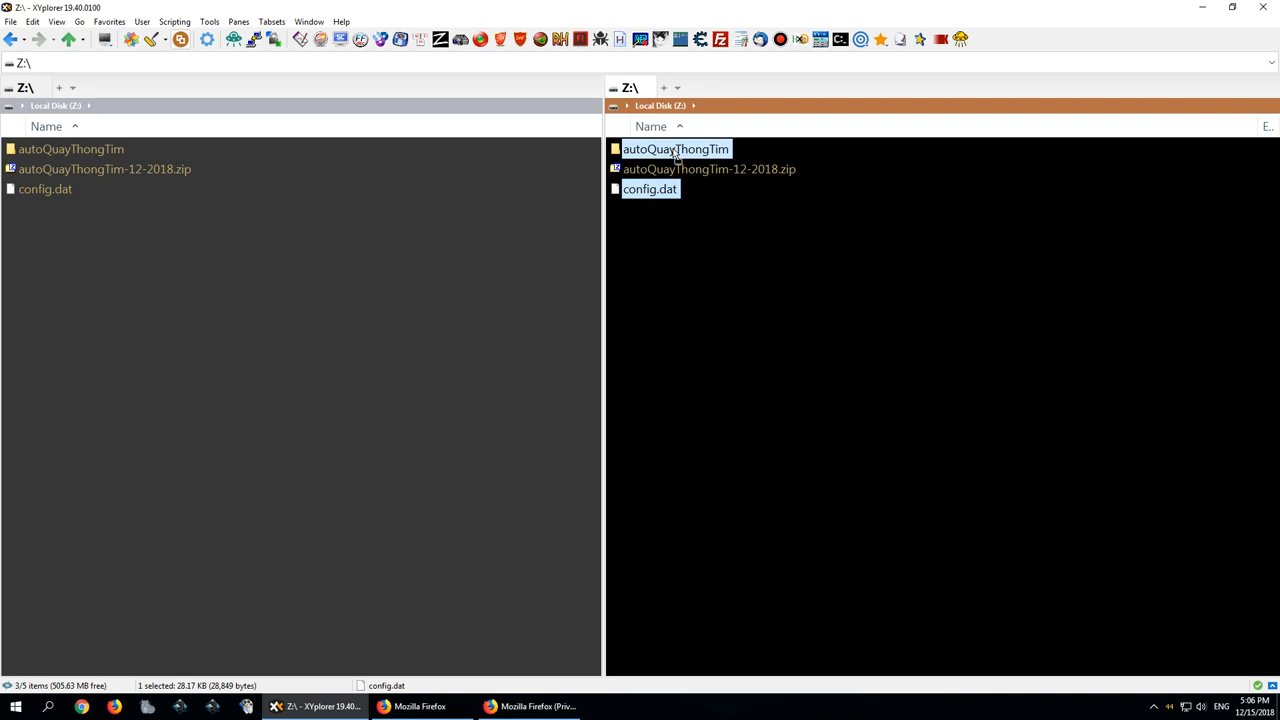 Z:\ - XYplorer 19.40.0100
File Edit View Go Favorites User Scripting Tools Panes Tabsets Window Help
Z:\
Z:\
Z:\
Local Disk (Z:)
Local Disk (Z:)
Name
Name
E..
autoQuayThongTim
autoQuayThongTim-12-2018.zip
config.dat
autoQuayThongTim
autoQuayThongTim-12-2018.zip
config.dat
3/5 items (505.63 MB free)
1 selected: 28.17 KB (28,849 bytes)
config.dat
Z:\ - XYplorer 19.40...
Mozilla Firefox
Mozilla Firefox (Priv...
44
ENG
5:06 PM
12/15/2018